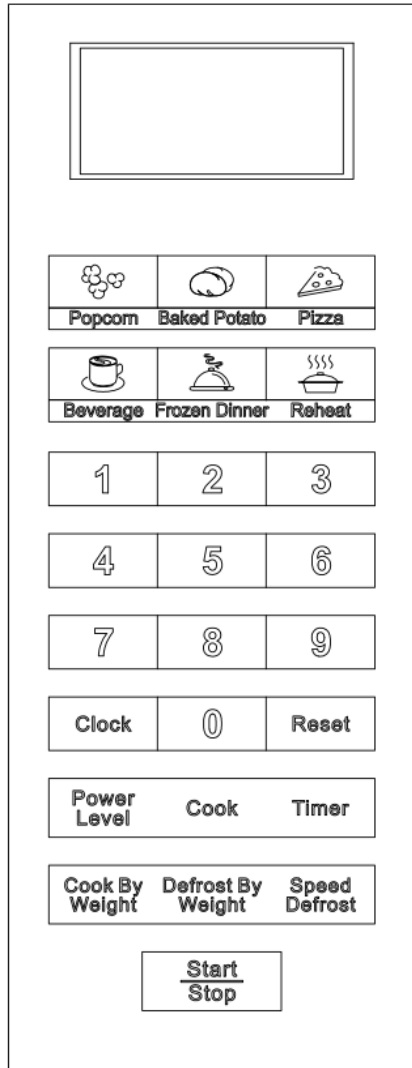 Popcorn Baked Potato Pizza
Beverage Frozen Dinner Reheat
1 2 3
4 5 6
7 8 9
Clock 0 Reset
Power Level Cook Timer
Cook By Weight Defrost By Weight Speed Defrost
Start
Stop